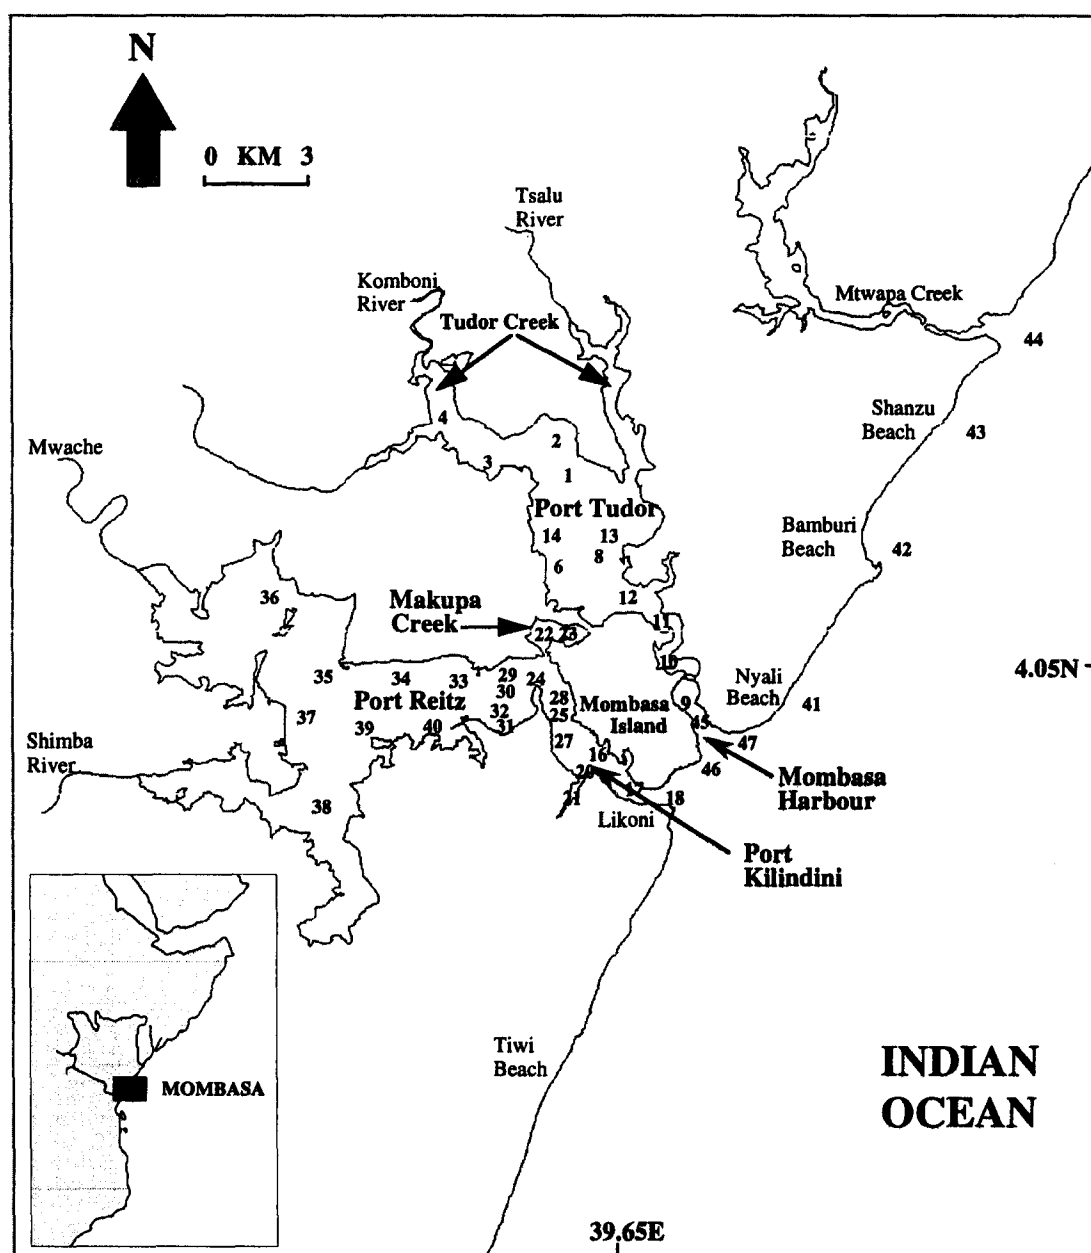 N
0 KM 3
Tsalu
River
Komboni
River
Tudor Creek
Mtwapa Creek
44
4
Shanzu
Beach
43
Mwache
2
3
1
Port Tudor
14
13
Bamburi
Beach
42
8
6
36
12
Makupa
Creek
11
22
23
10
4.05N
35
34
33
29
24
Nyali
Beach
41
30
28
9
Port Reitz
Mombasa
Island
32
25
45
37
39
40
31
27
47
Shimba
River
16
46
20
Mombasa
Harbour
38
21
17
18
Likoni
Port
Kilindini
Tiwi
Beach
INDIAN
OCEAN
MOMBASA
39.65E